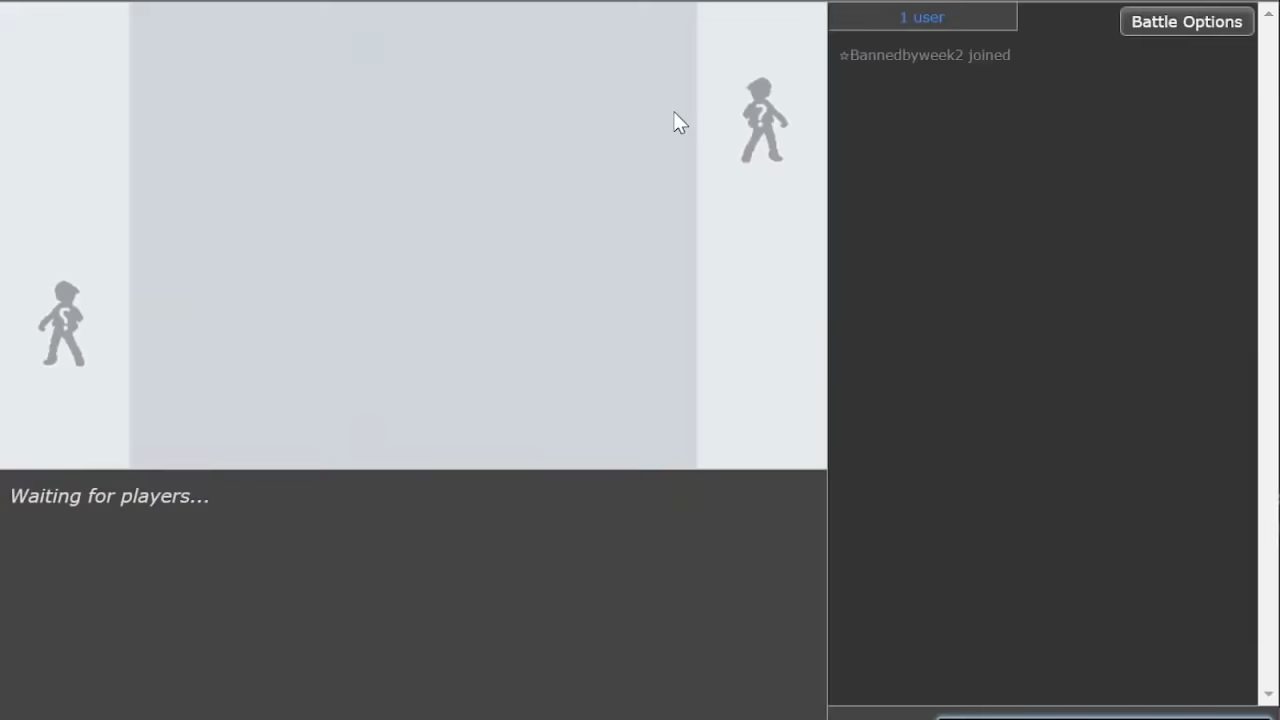 1 user
Battle Options
☆Bannedbyweek2 joined
?
?
Waiting for players...